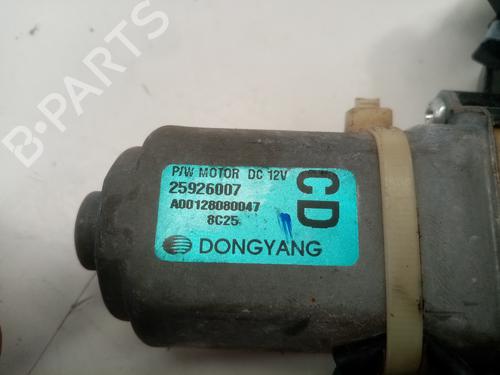 B-PARTS
P/W MOTOR DC 12V
25926007
A00128080047
8C25
CD
DONGYANG